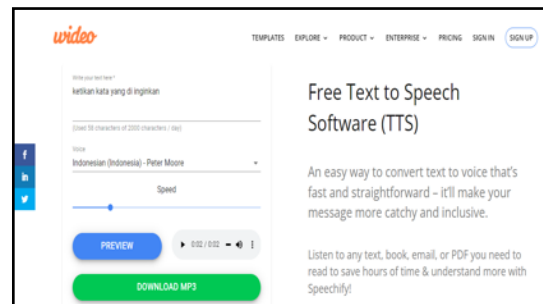 wideo
TEMPLATES EXPLORE PRODUCT ENTERPRISE PRICING SIGN IN SIGN UP
Write your text here *
ketikan kata yang di inginkan
(Used 58 characters of 2000 characters / day)
Voice
Indonesian (Indonesia) - Peter Moore
Speed
PREVIEW
0:02 / 0:02
DOWNLOAD MP3
f
in
Free Text to Speech
Software (TTS)
An easy way to convert text to voice that's
fast and straightforward – it'll make your
message more catchy and inclusive.
Listen to any text, book, email, or PDF you need to
read to save hours of time & understand more with
Speechify!